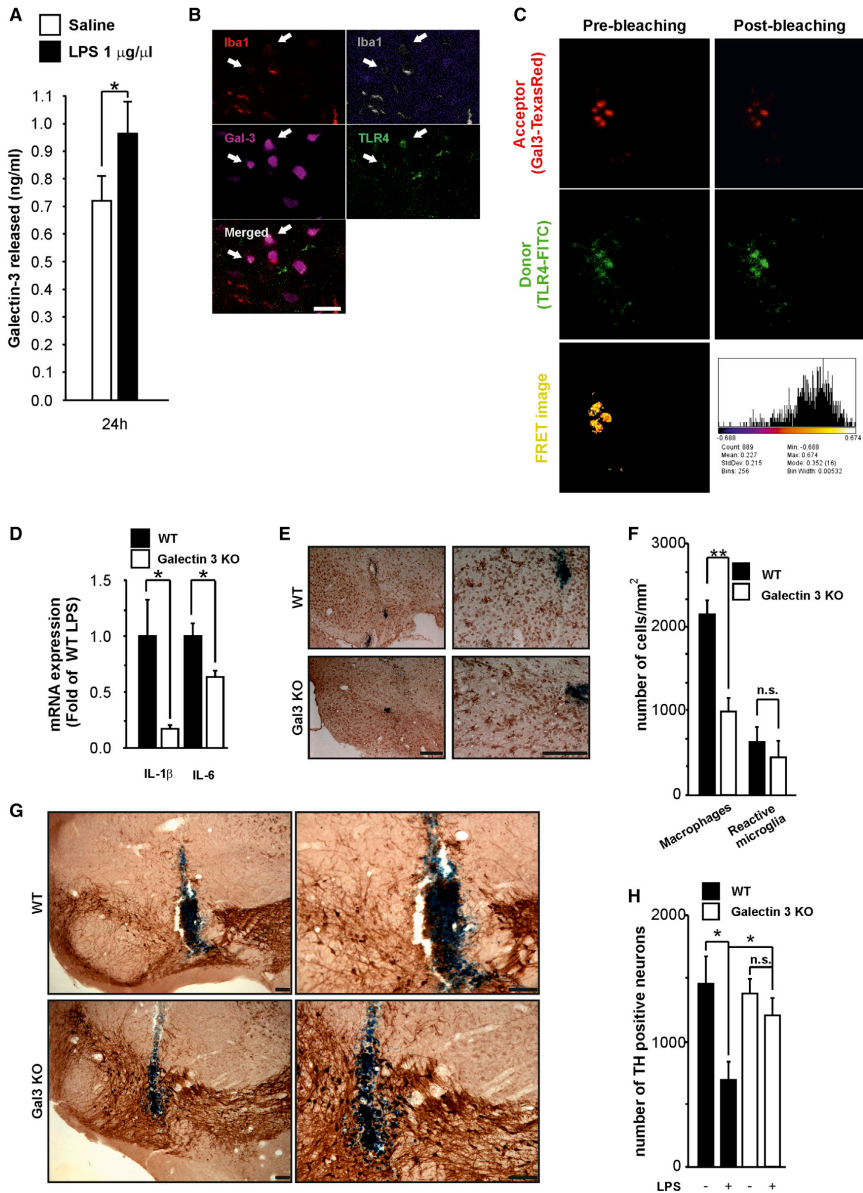 A
Saline
LPS 1 µg/µl
*
Galectin-3 released (ng/ml)
1.1
1.0
0.9
0.8
0.7
0.6
0.5
0.4
0.3
0.2
0.1
0.0
24h
B
Iba1
Iba1
Gal-3
TLR4
Merged
C
Pre-bleaching
Post-bleaching
Acceptor
(Gal3-TexasRed)
Donor
(TLR4-FITC)
FRET image
-0.688
0.674
Count: 889
Min: -0.688
Mean: 0.227
Max: 0.674
StdDev: 0.215
Mode: 0.352 (16)
Bins: 256
Bin Width: 0.00532
D
WT
Galectin 3 KO
mRNA expression
(Fold of WT LPS)
1.5
1.0
0.5
0.0
*
*
IL-1β
IL-6
E
WT
Gal3 KO
F
WT
Galectin 3 KO
number of cells/mm²
3000
2000
1000
0
**
n.s.
Macrophages
Reactive
microglia
G
WT
Gal3 KO
H
WT
Galectin 3 KO
number of TH positive neurons
2000
1000
0
*
*
n.s.
LPS
-
+
-
+